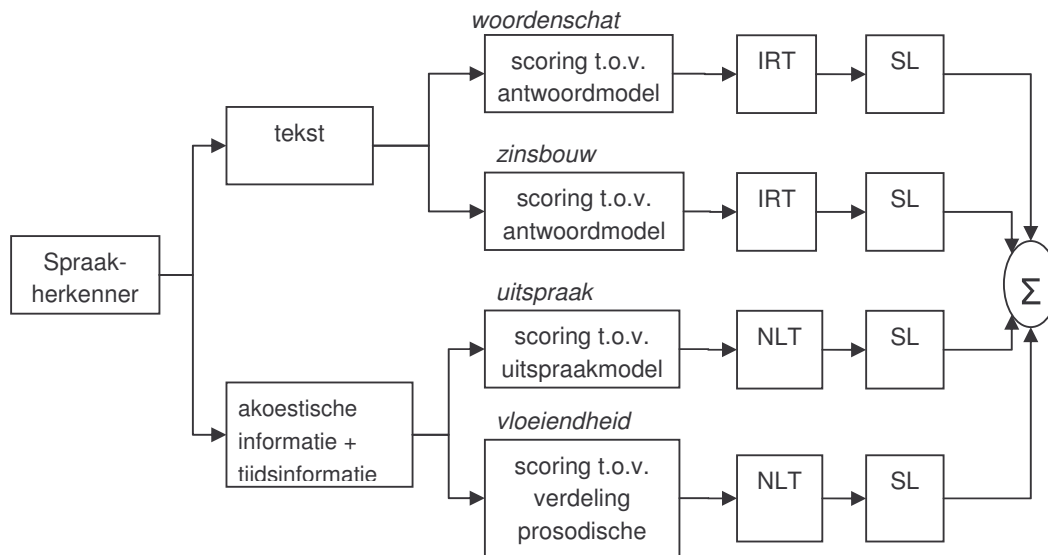 woordenschat
scoring t.o.v.
antwoordmodel
IRT
SL
tekst
zinsbouw
scoring t.o.v.
antwoordmodel
IRT
SL
Spraak-
herkenner
Σ
uitspraak
scoring t.o.v.
uitspraakmodel
NLT
SL
akoestische
informatie +
tijdsinformatie
vloeiendheid
scoring t.o.v.
verdeling
prosodische
NLT
SL